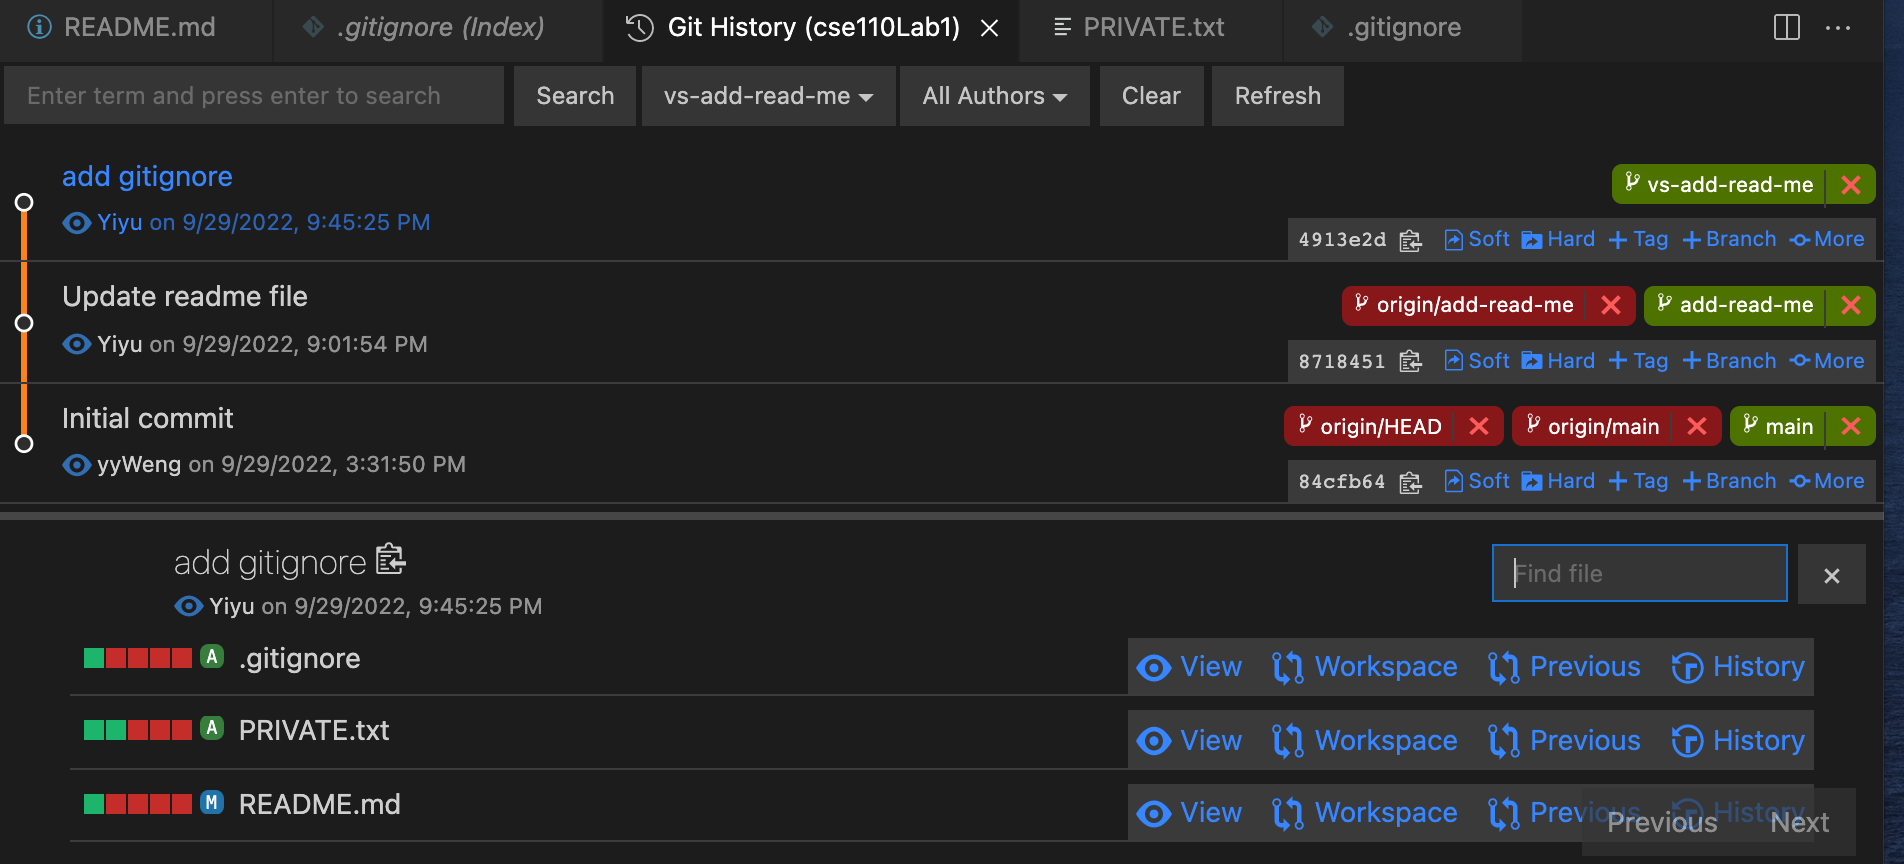 README.md .gitignore (Index) Git History (cse110Lab1) PRIVATE.txt .gitignore
Enter term and press enter to search Search vs-add-read-me All Authors Clear Refresh
add gitignore vs-add-read-me
Yiyu on 9/29/2022, 9:45:25 PM 4913e2d Soft Hard Tag Branch More
Update readme file origin/add-read-me add-read-me
Yiyu on 9/29/2022, 9:01:54 PM 8718451 Soft Hard Tag Branch More
Initial commit origin/HEAD origin/main main
yyWeng on 9/29/2022, 3:31:50 PM 84cfb64 Soft Hard Tag Branch More
add gitignore Find file
Yiyu on 9/29/2022, 9:45:25 PM
A .gitignore View Workspace Previous History
A PRIVATE.txt View Workspace Previous History
M README.md View Workspace Previous History
Previous Next